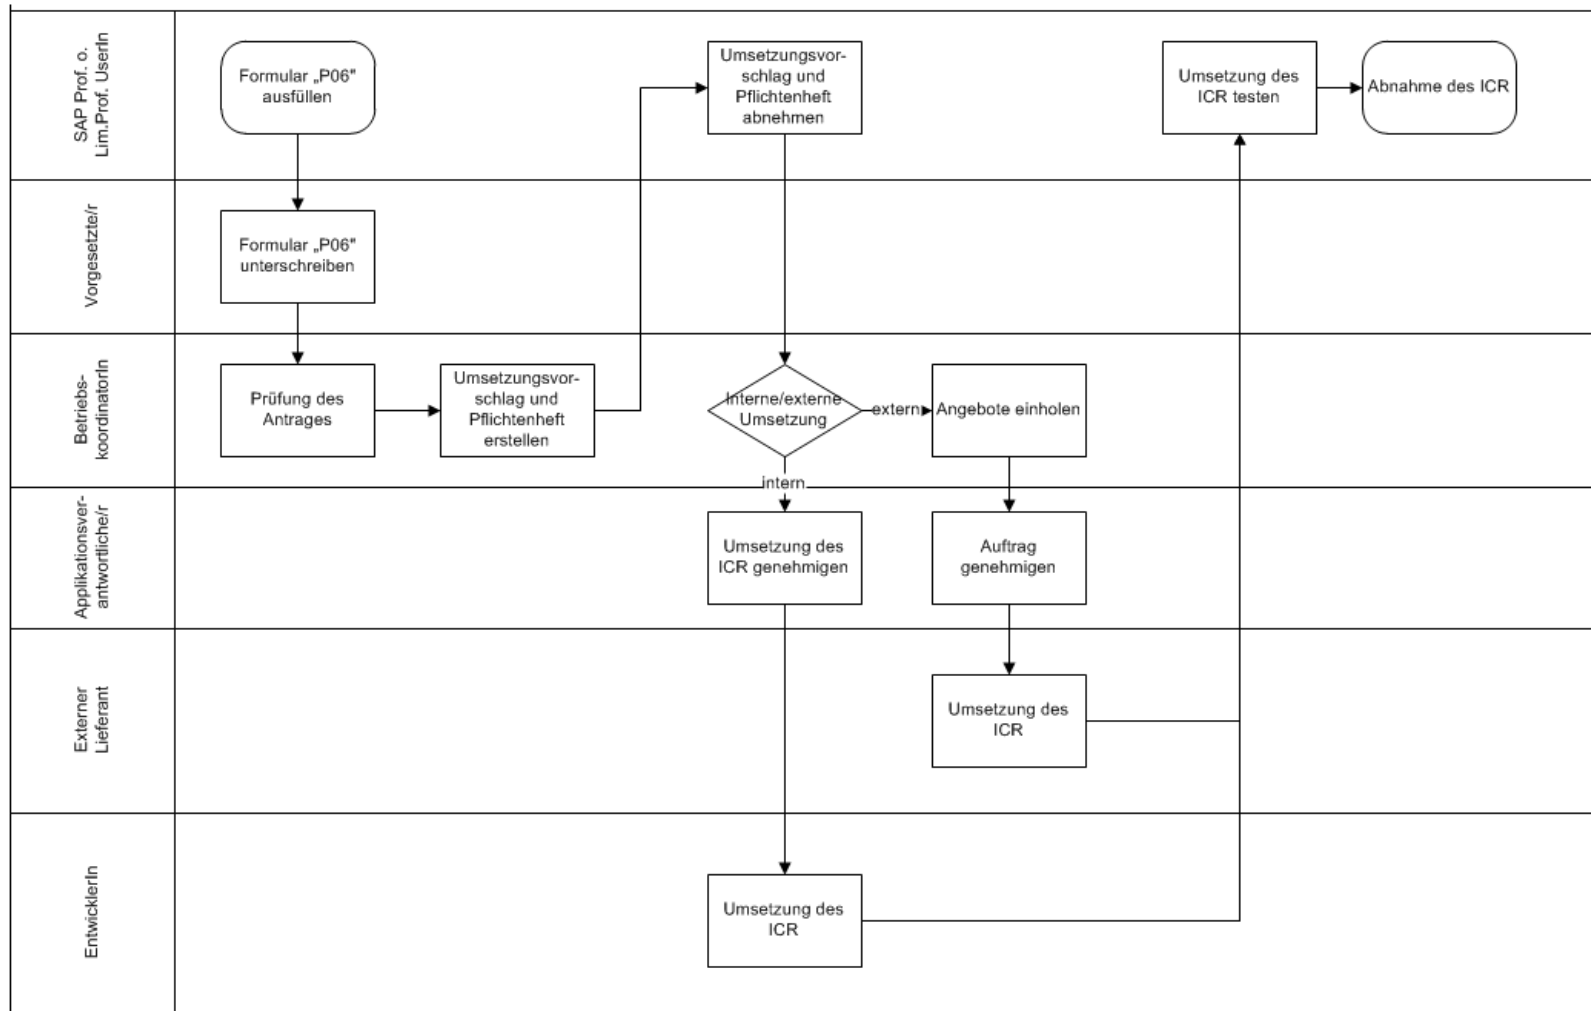 SAP Prof. o.
Lim.Prof. UserIn
Formular „P06"
ausfüllen
Umsetzungsvor-
schlag und
Pflichtenheft
abnehmen
Umsetzung des
ICR testen
Abnahme des ICR
Vorgesetzte/r
Formular „P06"
unterschreiben
Betriebs-
koordinatorIn
Prüfung des
Antrages
Umsetzungsvor-
schlag und
Pflichtenheft
erstellen
Interne/externe
Umsetzung
extern
Angebote einholen
intern
Applikationsver-
antwortliche/r
Umsetzung des
ICR genehmigen
Auftrag
genehmigen
Externer
Lieferant
Umsetzung des
ICR
EntwicklerIn
Umsetzung des
ICR